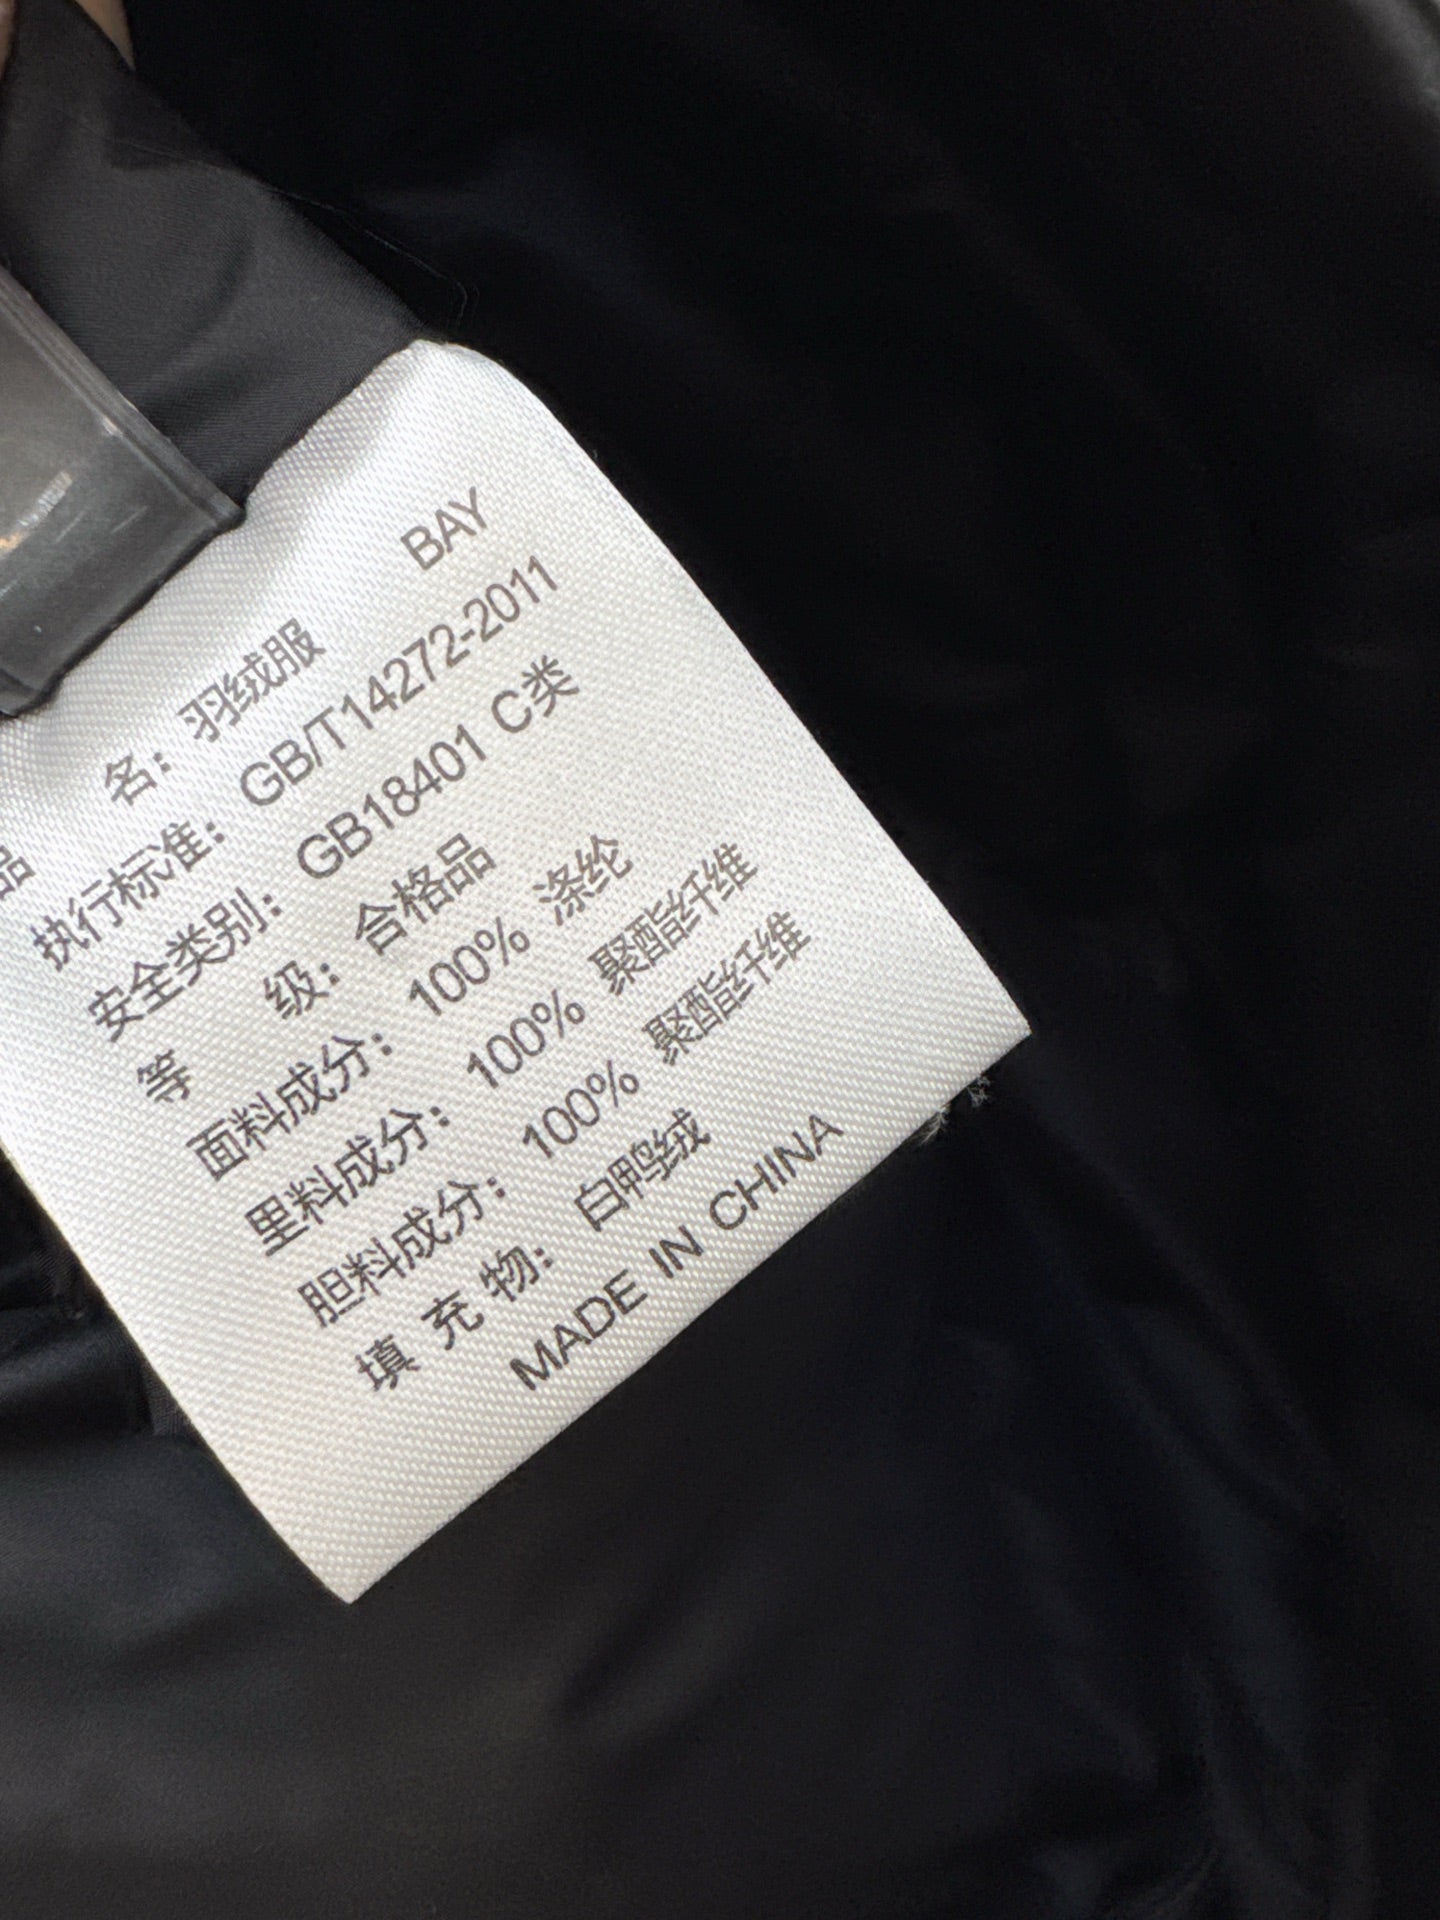 BAY
品 名：羽绒服
执行标准：GB/T14272-2011
安全类别：GB18401 C类
等 级：合格品
面料成分：100% 涤纶
里料成分：100% 聚酯纤维
胆料成分：100% 聚酯纤维
填 充 物：白鸭绒
MADE IN CHINA